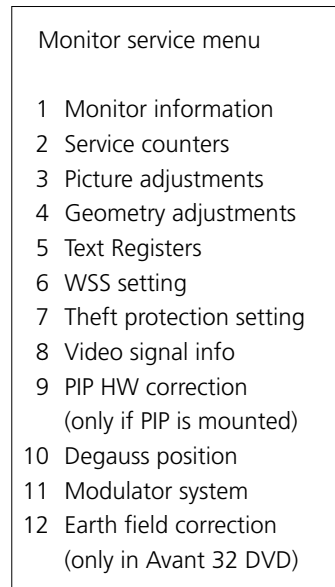 Monitor service menu
1 Monitor information
2 Service counters
3 Picture adjustments
4 Geometry adjustments
5 Text Registers
6 WSS setting
7 Theft protection setting
8 Video signal info
9 PIP HW correction
(only if PIP is mounted)
10 Degauss position
11 Modulator system
12 Earth field correction
(only in Avant 32 DVD)